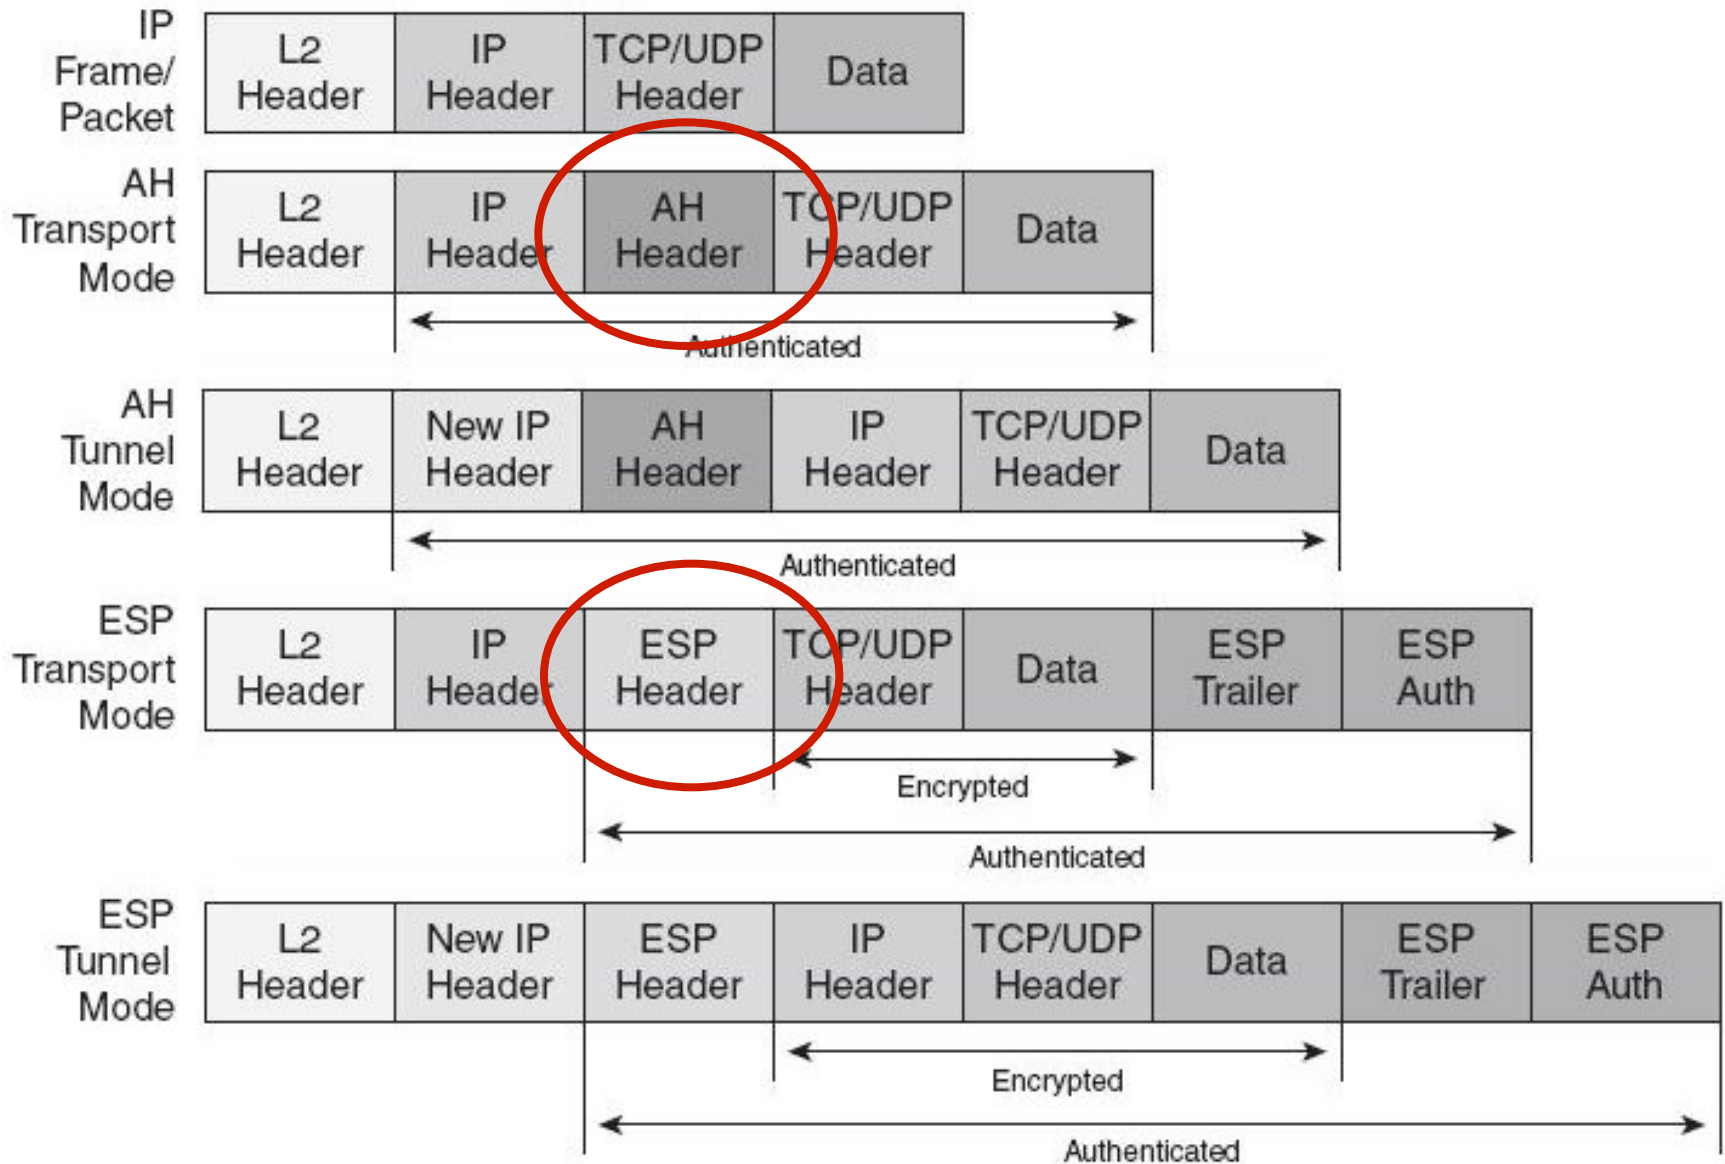 IP
Frame/
Packet
L2
Header
IP
Header
TCP/UDP
Header
Data
AH
Transport
Mode
L2
Header
IP
Header
AH
Header
TCP/UDP
Header
Data
Authenticated
AH
Tunnel
Mode
L2
Header
New IP
Header
AH
Header
IP
Header
TCP/UDP
Header
Data
Authenticated
ESP
Transport
Mode
L2
Header
IP
Header
ESP
Header
TCP/UDP
Header
Data
ESP
Trailer
ESP
Auth
Encrypted
Authenticated
ESP
Tunnel
Mode
L2
Header
New IP
Header
ESP
Header
IP
Header
TCP/UDP
Header
Data
ESP
Trailer
ESP
Auth
Encrypted
Authenticated